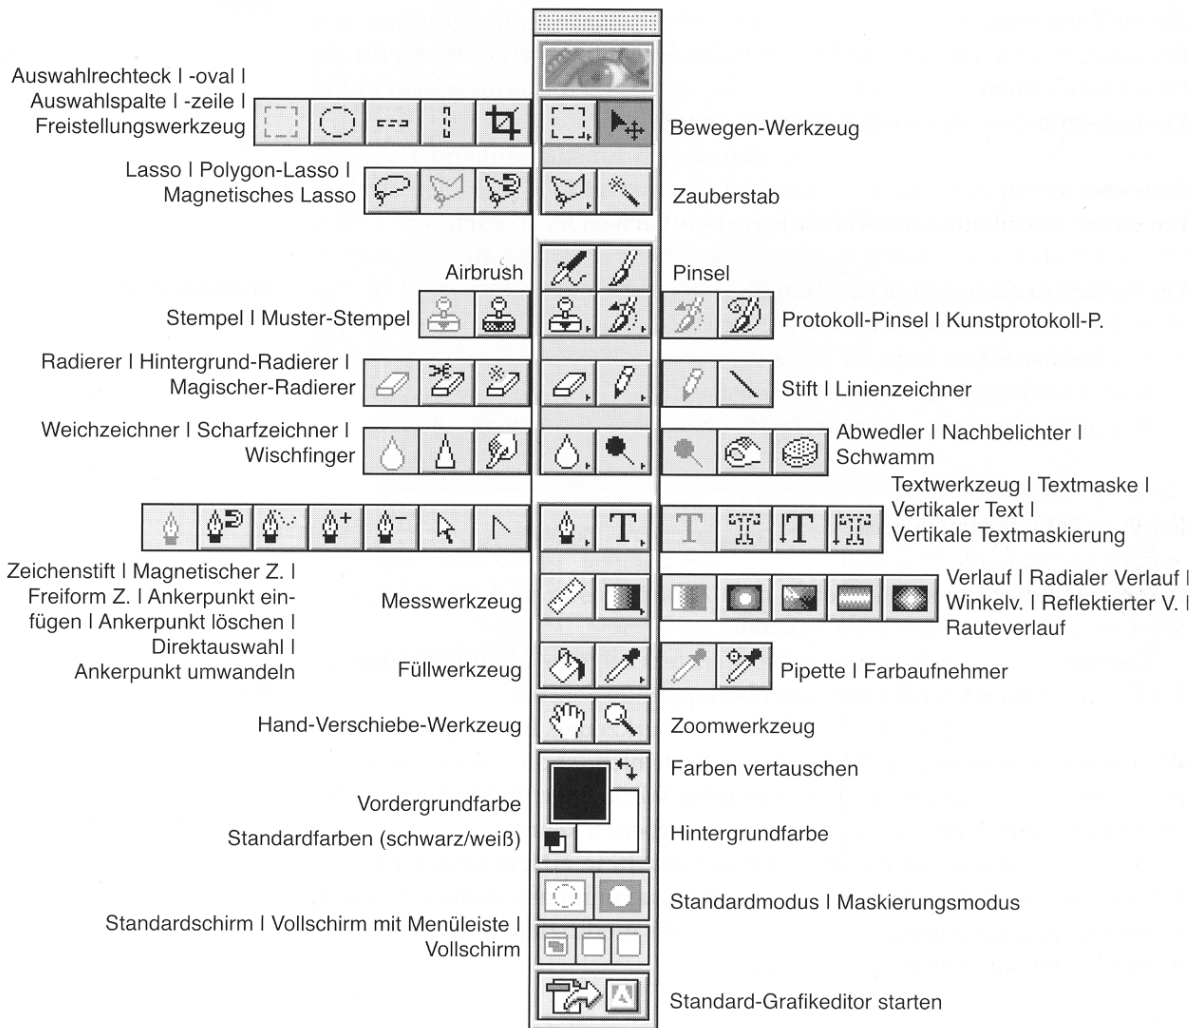 Auswahlrechteck | -oval |
Auswahlspalte | -zeile |
Freistellungswerkzeug
Bewegen-Werkzeug
Lasso | Polygon-Lasso |
Magnetisches Lasso
Zauberstab
Airbrush
Pinsel
Stempel | Muster-Stempel
Protokoll-Pinsel | Kunstprotokoll-P.
Radierer | Hintergrund-Radierer |
Magischer-Radierer
Stift | Linienzeichner
Weichzeichner | Scharfzeichner |
Wischfinger
Abwedler | Nachbelichter |
Schwamm
Textwerkzeug | Textmaske |
Vertikaler Text |
Vertikale Textmaskierung
Zeichenstift | Magnetischer Z. |
Freiform Z. | Ankerpunkt ein-
fügen | Ankerpunkt löschen |
Direktauswahl |
Ankerpunkt umwandeln
Messwerkzeug
Verlauf | Radialer Verlauf |
Winkelv. | Reflektierter V. |
Rauteverlauf
Füllwerkzeug
Pipette | Farbaufnehmer
Hand-Verschiebe-Werkzeug
Zoomwerkzeug
Farben vertauschen
Vordergrundfarbe
Standardfarben (schwarz/weiß)
Hintergrundfarbe
Standardmodus | Maskierungsmodus
Standardschirm | Vollschirm mit Menüleiste |
Vollschirm
Standard-Grafikeditor starten